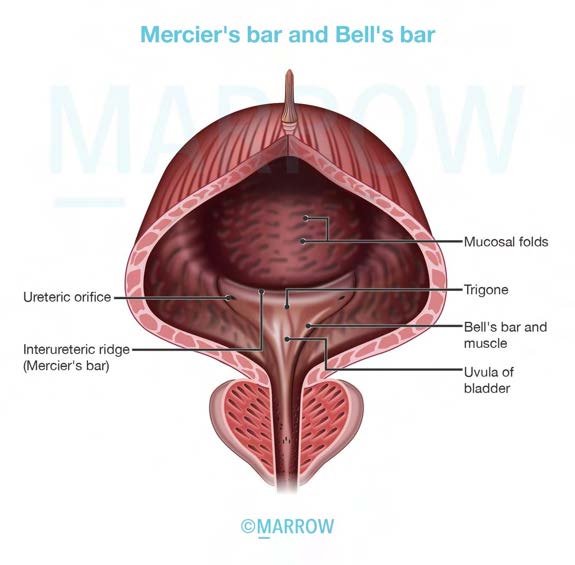 Mercier's bar and Bell's bar
MARROW
Mucosal folds
Ureteric orifice
Trigone
Interureteric ridge
(Mercier's bar)
Bell's bar and
muscle
Uvula of
bladder
©MARROW